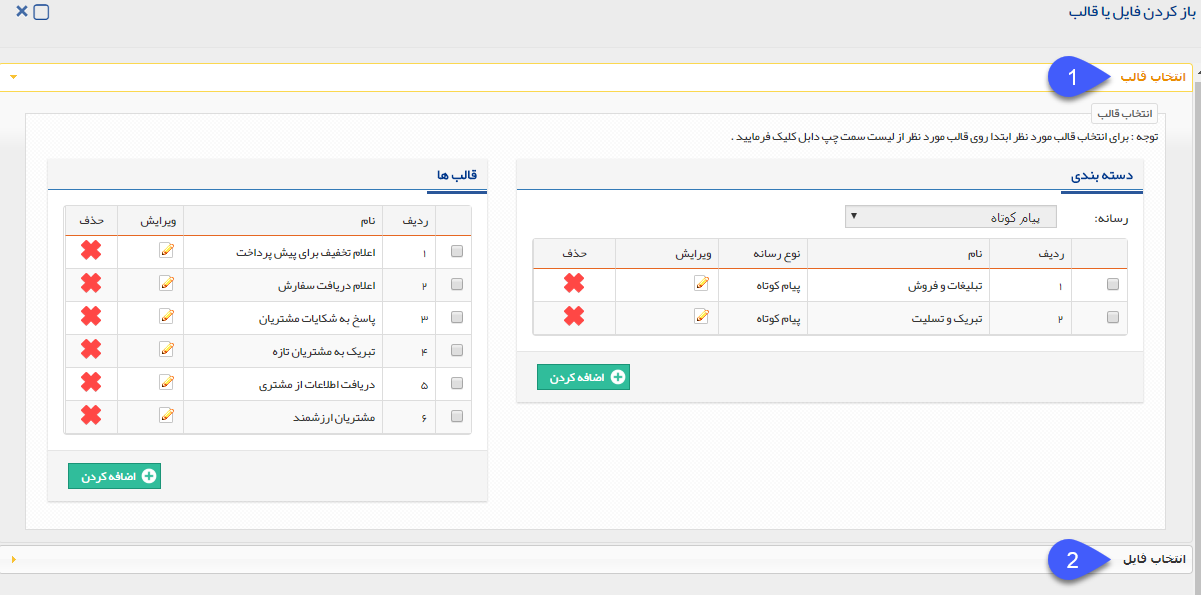 باز کردن فایل یا قالب
انتخاب قالب
1
انتخاب قالب
توجه : برای انتخاب قالب مورد نظر ابتدا روی قالب مورد نظر از لیست سمت چپ دابل کلیک فرمایید .
دسته بندی
رسانه: پیام کوتاه
ردیف نام نوع رسانه ویرایش حذف
۱ تبلیغات و فروش پیام کوتاه
۲ تبریک و تسلیت پیام کوتاه
اضافه کردن
قالب ها
ردیف نام ویرایش حذف
۱ اعلام تخفیف برای پیش پرداخت
۲ اعلام دریافت سفارش
۳ پاسخ به شکایات مشتریان
۴ تبریک به مشتریان تازه
۵ دریافت اطلاعات از مشتری
۶ مشتریان ارزشمند
اضافه کردن
انتخاب فایل
2